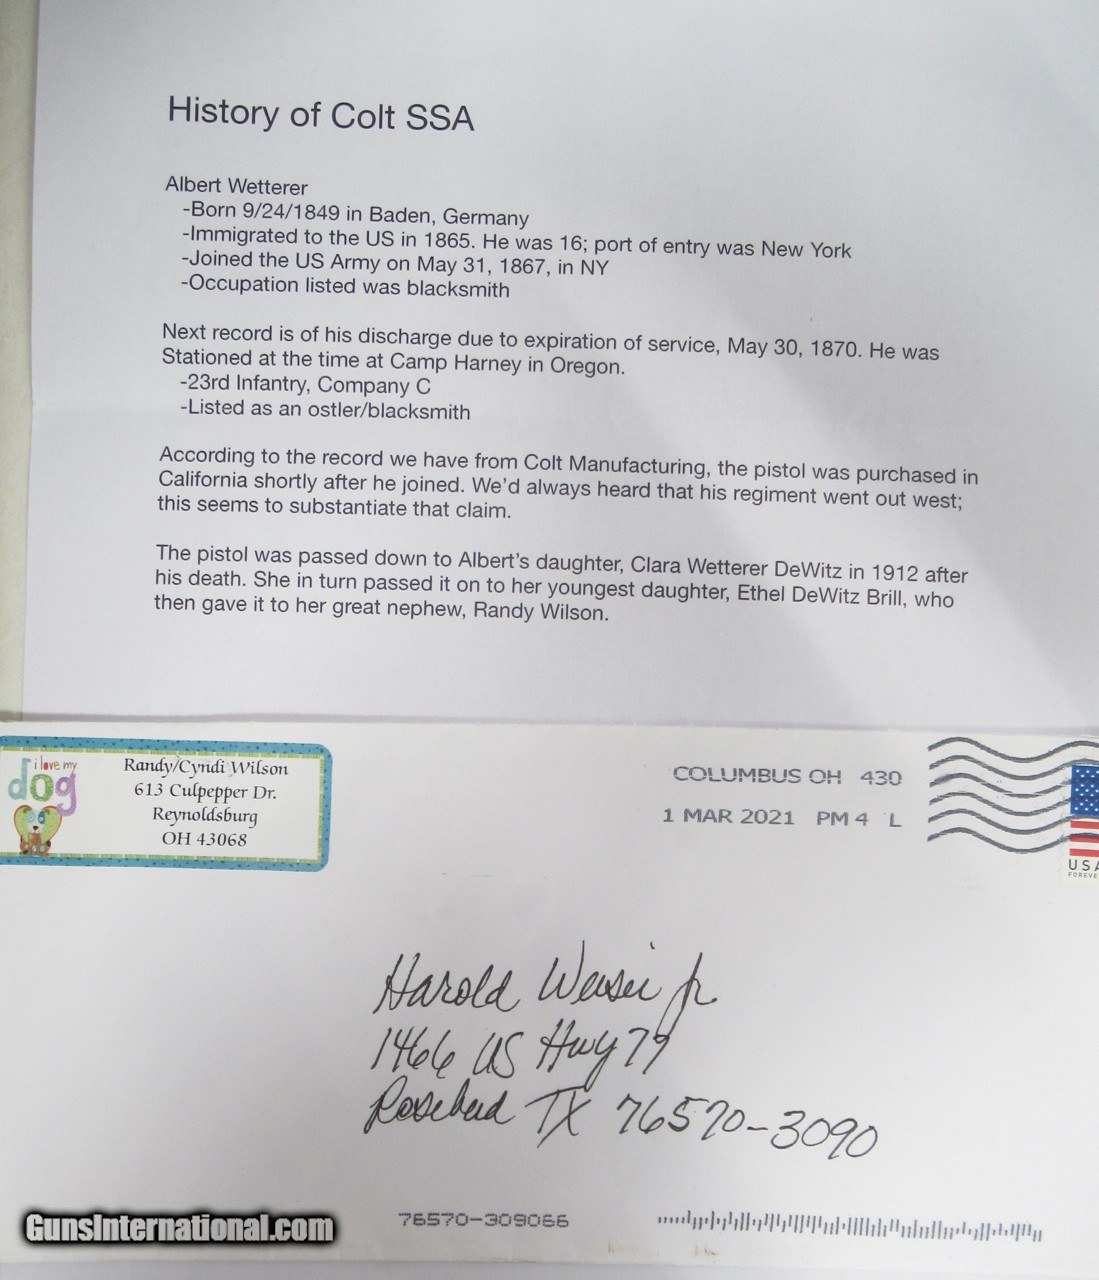 History of Colt SSA
Albert Wetterer
-Born 9/24/1849 in Baden, Germany
-Immigrated to the US in 1865. He was 16; port of entry was New York
-Joined the US Army on May 31, 1867, in NY
-Occupation listed was blacksmith
Next record is of his discharge due to expiration of service, May 30, 1870. He was
Stationed at the time at Camp Harney in Oregon.
-23rd Infantry, Company C
-Listed as an ostler/blacksmith
According to the record we have from Colt Manufacturing, the pistol was purchased in
California shortly after he joined. We'd always heard that his regiment went out west;
this seems to substantiate that claim.
The pistol was passed down to Albert's daughter, Clara Wetterer DeWitz in 1912 after
his death. She in turn passed it on to her youngest daughter, Ethel DeWitz Brill, who
then gave it to her great nephew, Randy Wilson.
i love my
dog
Randy/Cyndi Wilson
613 Culpepper Dr.
Reynoldsburg
OH 43068
COLUMBUS OH 430
1 MAR 2021 PM 4 L
USA
FOREVE
Harold Jr
1466 US Hwy 77
Rosebud TX 76570-3090
76570-309066
GunsInternational.com